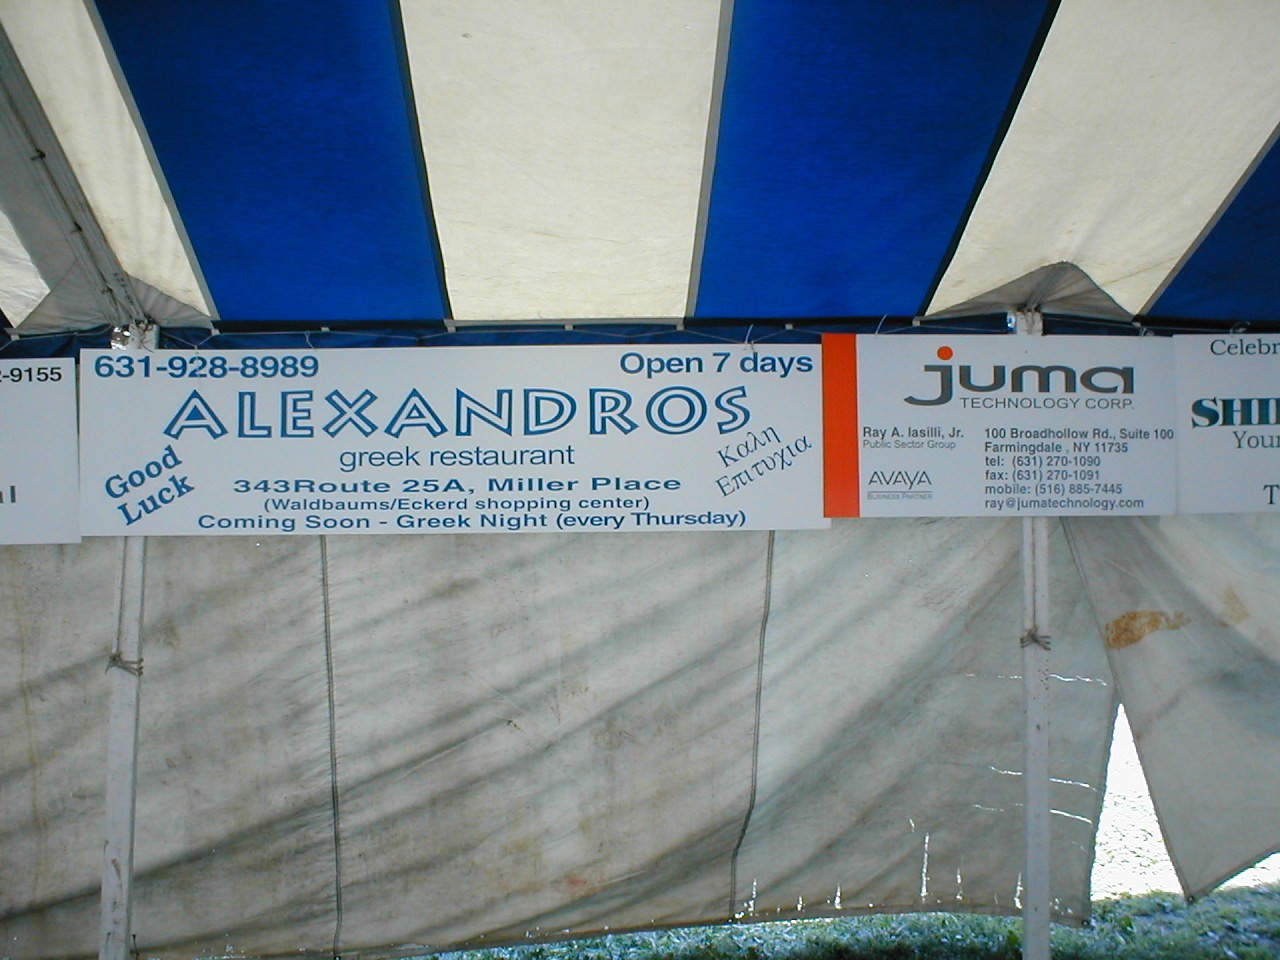 -9155
631-928-8989 Open 7 days
ALEXANDROS
greek restaurant
Good
Luck
Καλη
Επιτυχια
343Route 25A, Miller Place
(Waldbaums/Eckerd shopping center)
Coming Soon - Greek Night (every Thursday)
juma
TECHNOLOGY CORP.
Ray A. Iasilli, Jr.
Public Sector Group
AVAYA
BUSINESS PARTNER
100 Broadhollow Rd., Suite 100
Farmingdale , NY 11735
tel: (631) 270-1090
fax: (631) 270-1091
mobile: (516) 885-7445
ray@jumatechnology.com
Celebr
SHI
Your
T